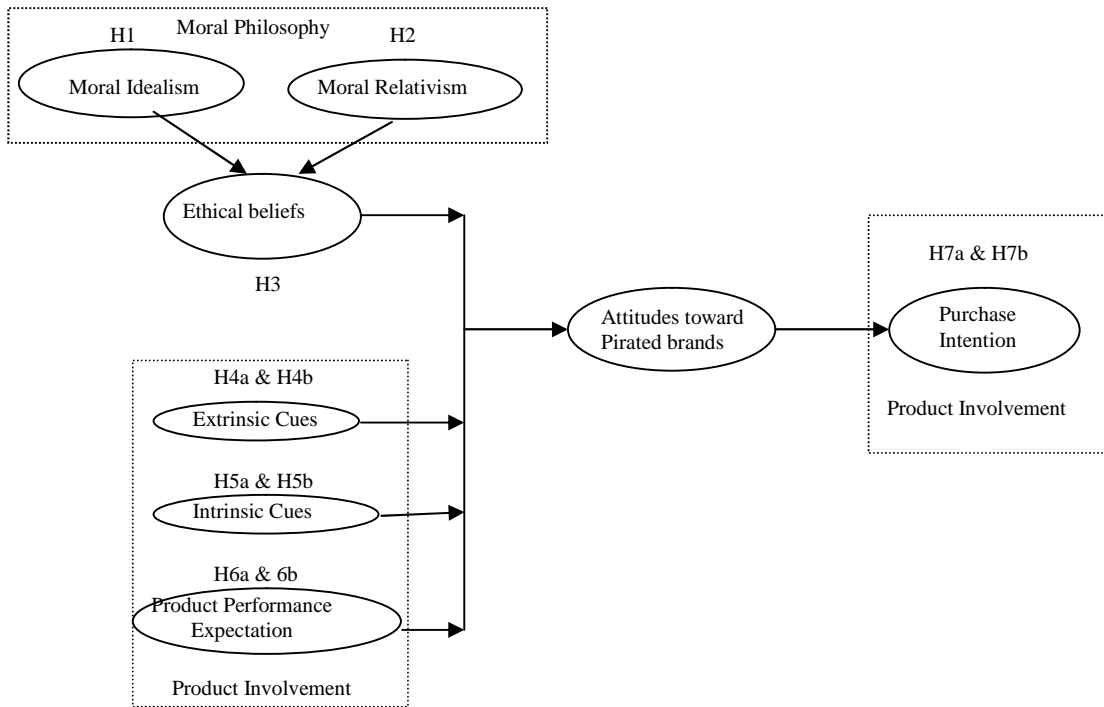 Moral Philosophy
H1
H2
Moral Idealism
Moral Relativism
Ethical beliefs
H3
H4a & H4b
Extrinsic Cues
H5a & H5b
Intrinsic Cues
H6a & 6b
Product Performance
Expectation
Product Involvement
Attitudes toward
Pirated brands
H7a & H7b
Purchase
Intention
Product Involvement